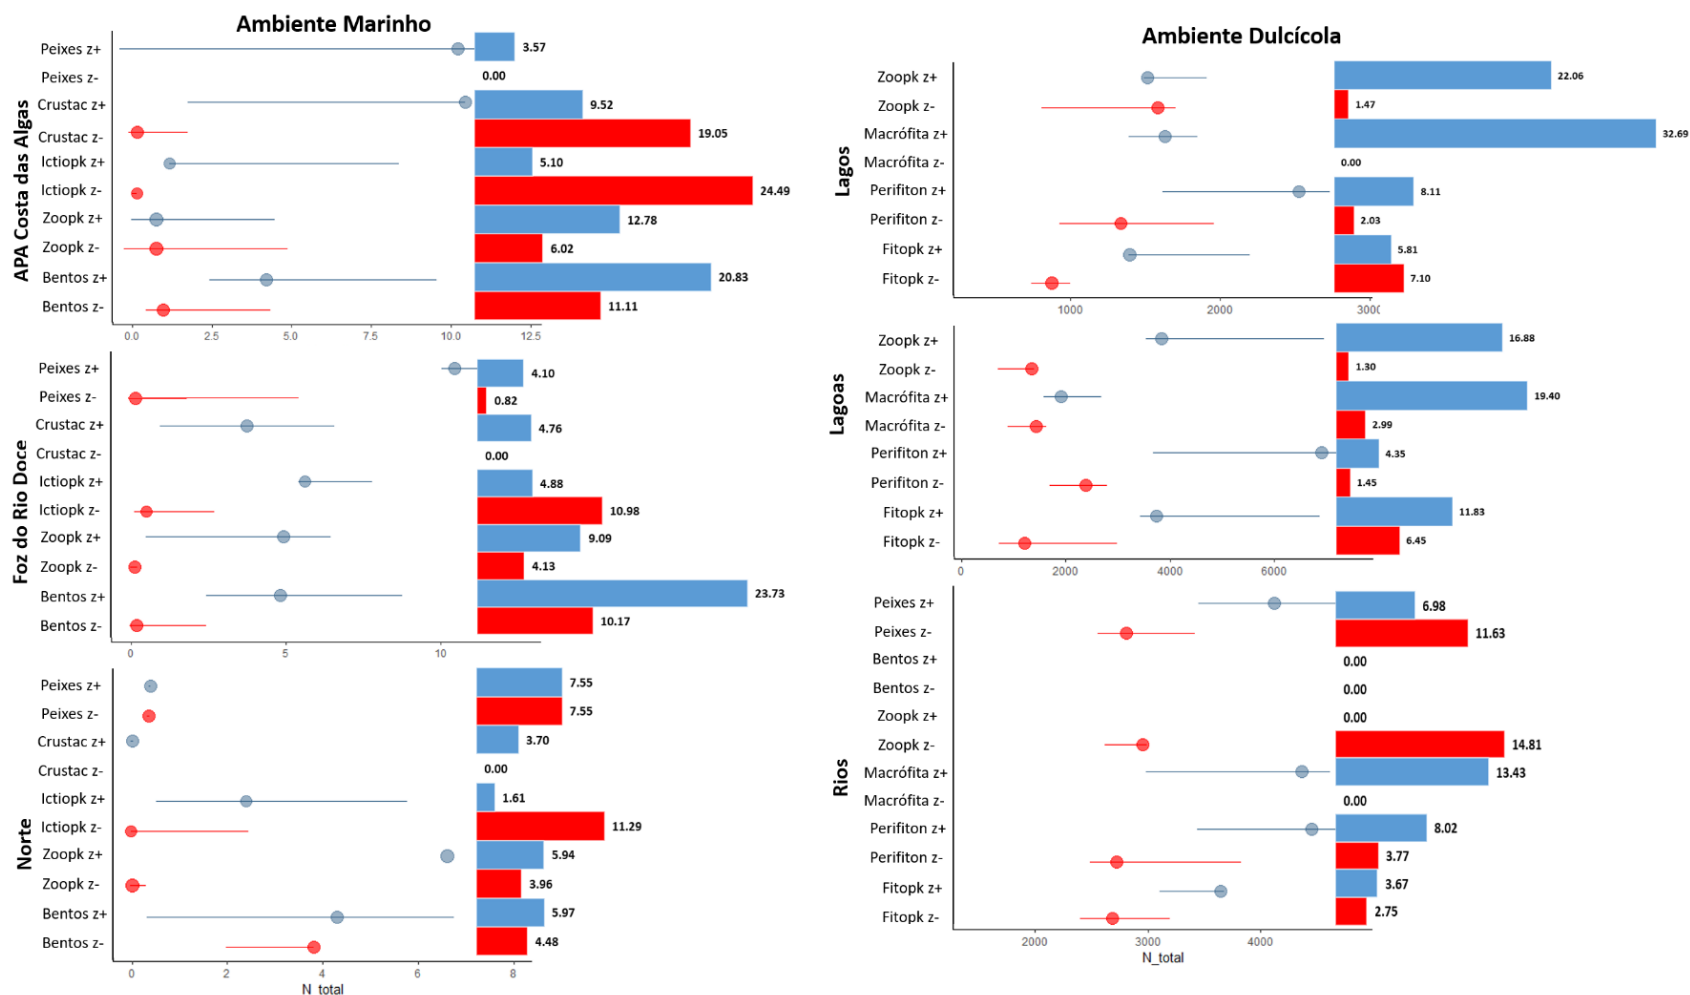 Ambiente Marinho
APA Costa das Algas
Peixes z+ 3.57
Peixes z- 0.00
Crustac z+ 9.52
Crustac z- 19.05
Ictiopk z+ 5.10
Ictiopk z- 24.49
Zoopk z+ 12.78
Zoopk z- 6.02
Bentos z+ 20.83
Bentos z- 11.11
0.0 2.5 5.0 7.5 10.0 12.5
Foz do Rio Doce
Peixes z+ 4.10
Peixes z- 0.82
Crustac z+ 4.76
Crustac z- 0.00
Ictiopk z+ 4.88
Ictiopk z- 10.98
Zoopk z+ 9.09
Zoopk z- 4.13
Bentos z+ 23.73
Bentos z- 10.17
0 5 10
Norte
Peixes z+ 7.55
Peixes z- 7.55
Crustac z+ 3.70
Crustac z- 0.00
Ictiopk z+ 1.61
Ictiopk z- 11.29
Zoopk z+ 5.94
Zoopk z- 3.96
Bentos z+ 5.97
Bentos z- 4.48
0 2 4 6 8
N_total
Ambiente Dulcícola
Lagos
Zoopk z+ 22.06
Zoopk z- 1.47
Macrófita z+ 32.69
Macrófita z- 0.00
Perifiton z+ 8.11
Perifiton z- 2.03
Fitopk z+ 5.81
Fitopk z- 7.10
1000 2000 3000
Lagoas
Zoopk z+ 16.88
Zoopk z- 1.30
Macrófita z+ 19.40
Macrófita z- 2.99
Perifiton z+ 4.35
Perifiton z- 1.45
Fitopk z+ 11.83
Fitopk z- 6.45
0 2000 4000 6000
Rios
Peixes z+ 6.98
Peixes z- 11.63
Bentos z+ 0.00
Bentos z- 0.00
Zoopk z+ 0.00
Zoopk z- 14.81
Macrófita z+ 13.43
Macrófita z- 0.00
Perifiton z+ 8.02
Perifiton z- 3.77
Fitopk z+ 3.67
Fitopk z- 2.75
2000 3000 4000
N_total